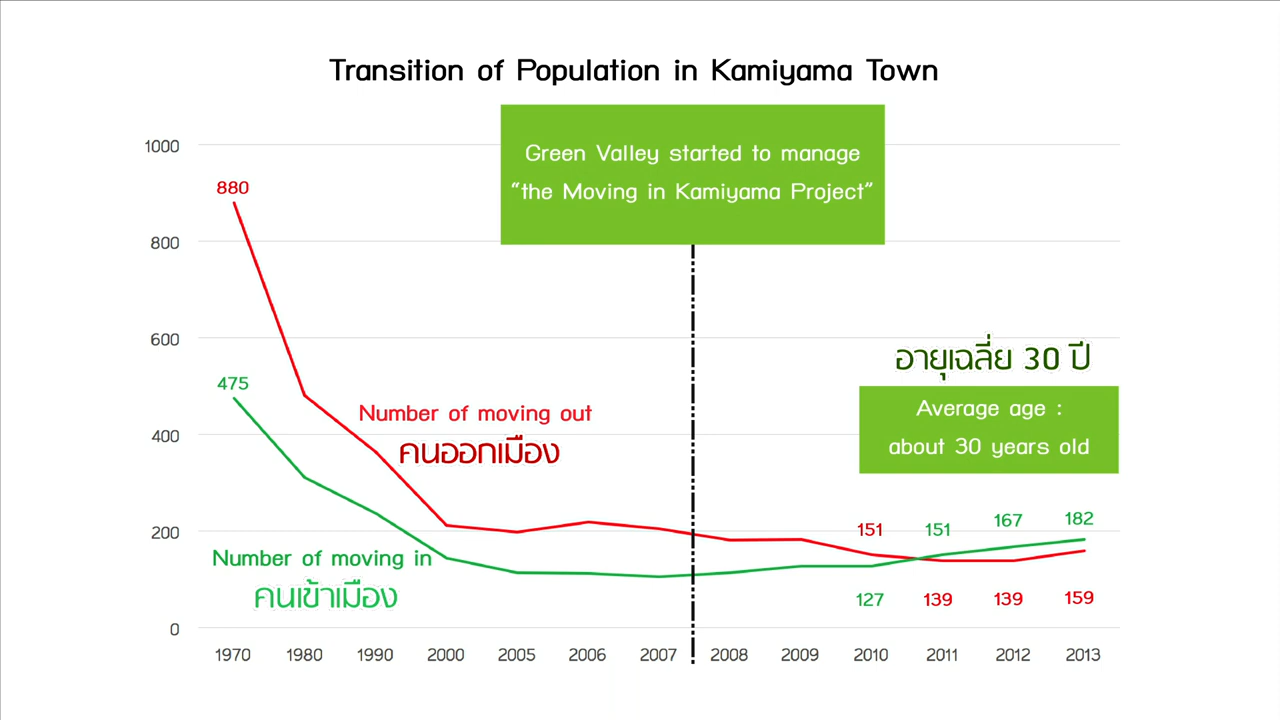 Transition of Population in Kamiyama Town
Green Valley started to manage
“the Moving in Kamiyama Project”
1000
800
600
400
200
0
880
475
Number of moving out
คนออกเมือง
Number of moving in
คนเข้าเมือง
อายุเฉลี่ย 30 ปี
Average age :
about 30 years old
151 151 167 182
127 139 139 159
1970 1980 1990 2000 2005 2006 2007 2008 2009 2010 2011 2012 2013